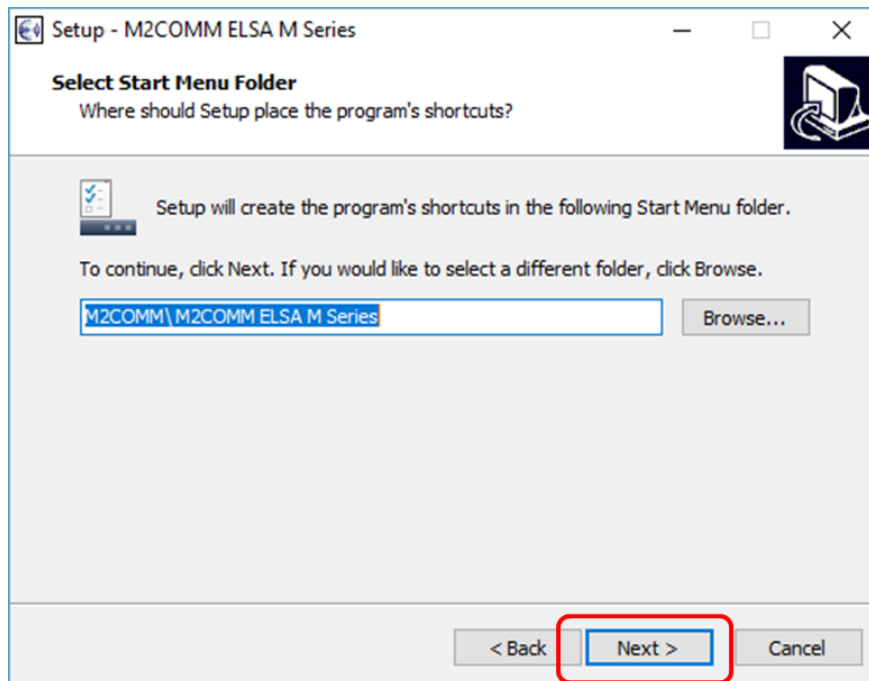 Setup - M2COMM ELSA M Series
Select Start Menu Folder
Where should Setup place the program's shortcuts?
Setup will create the program's shortcuts in the following Start Menu folder.
To continue, click Next. If you would like to select a different folder, click Browse.
M2COMM\M2COMM ELSA M Series
Browse...
< Back
Next >
Cancel